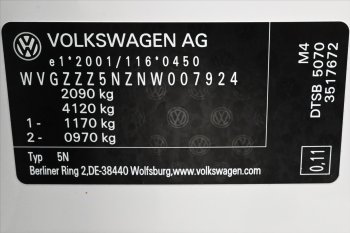 VOLKSWAGEN AG
e1*2001/116*0450
WVGZZZ5NZNW007924
2090 kg
4120 kg
1- 1170 kg
2- 0970 kg
Typ 5N
Berliner Ring 2,DE-38440 Wolfsburg,www.volkswagen.com
M4
DTSB 5070
3517672
0,11